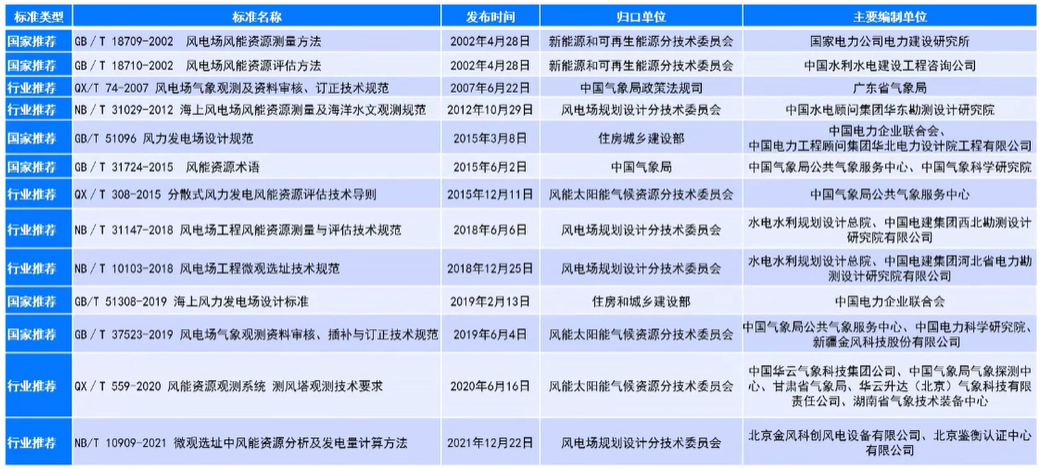 标准类型 标准名称 发布时间 归口单位 主要编制单位
国家推荐 GB/T 18709-2002 风电场风能资源测量方法 2002年4月28日 新能源和可再生能源分技术委员会 国家电力公司电力建设研究所
国家推荐 GB/T 18710-2002 风电场风能资源评估方法 2002年4月28日 新能源和可再生能源分技术委员会 中国水利水电建设工程咨询公司
行业推荐 QX/T 74-2007 风电场气象观测及资料审核、订正技术规范 2007年6月22日 中国气象局政策法规司 广东省气象局
行业推荐 NB/T 31029-2012 海上风电场风能资源测量及海洋水文观测规范 2012年10月29日 风电场规划设计分技术委员会 中国水电顾问集团华东勘测设计研究院
国家推荐 GB/T 51096 风力发电场设计规范 2015年3月8日 住房城乡建设部 中国电力企业联合会、
中国电力工程顾问集团华北电力设计院工程有限公司
国家推荐 GB/T 31724-2015 风能资源术语 2015年6月2日 中国气象局 中国气象局公共气象服务中心、中国气象科学研究院
行业推荐 QX/T 308-2015 分散式风力发电风能资源评估技术导则 2015年12月11日 风能太阳能气候资源分技术委员会 中国气象局公共气象服务中心
行业推荐 NB/T 31147-2018 风电场工程风能资源测量与评估技术规范 2018年6月6日 风电场规划设计分技术委员会 水电水利规划设计总院、中国电建集团西北勘测设计
研究院有限公司
行业推荐 NB/T 10103-2018 风电场工程微观选址技术规范 2018年12月25日 风电场规划设计分技术委员会 水电水利规划设计总院、中国电建集团河北省电力勘
测设计研究院有限公司
国家推荐 GB/T 51308-2019 海上风力发电场设计标准 2019年2月13日 住房和城乡建设部 中国电力企业联合会
国家推荐 GB/T 37523-2019 风电场气象观测资料审核、插补与订正技术规范 2019年6月4日 风能太阳能气候资源分技术委员会 中国气象局公共气象服务中心、中国电力科学研究院、
新疆金风科技股份有限公司
行业推荐 QX/T 559-2020 风能资源观测系统 测风塔观测技术要求 2020年6月16日 风能太阳能气候资源分技术委员会 中国华云气象科技集团公司、中国气象局气象探测中
心、甘肃省气象局、华云升达（北京）气象科技有限
责任公司、湖南省气象技术装备中心
行业推荐 NB/T 10909-2021 微观选址中风能资源分析及发电量计算方法 2021年12月22日 风电场规划设计分技术委员会 北京金风科创风电设备有限公司、北京鉴衡认证中心
有限公司